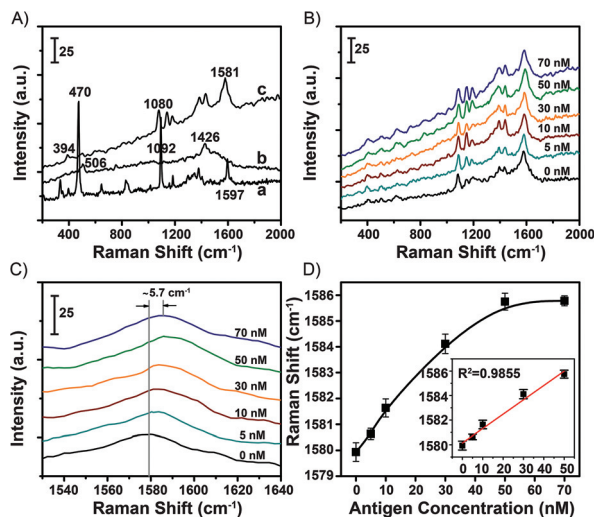 A)
25
470
394
506
1080
1092
1426
1581
1597
c
b
a
Intensity (a.u.)
400 800 1200 1600 2000
Raman Shift (cm⁻¹)
B)
25
70 nM
50 nM
30 nM
10 nM
5 nM
0 nM
Intensity (a.u.)
400 800 1200 1600 2000
Raman Shift (cm⁻¹)
C)
25
~5.7 cm⁻¹
70 nM
50 nM
30 nM
10 nM
5 nM
0 nM
Intensity (a.u.)
1540 1560 1580 1600 1620 1640
Raman Shift (cm⁻¹)
D)
1586
1585
1584
1583
1582
1581
1580
1579
Raman Shift (cm⁻¹)
R²=0.9855
1586
1584
1582
1580
0 10 20 30 40 50
0 10 20 30 40 50 60 70
Antigen Concentration (nM)